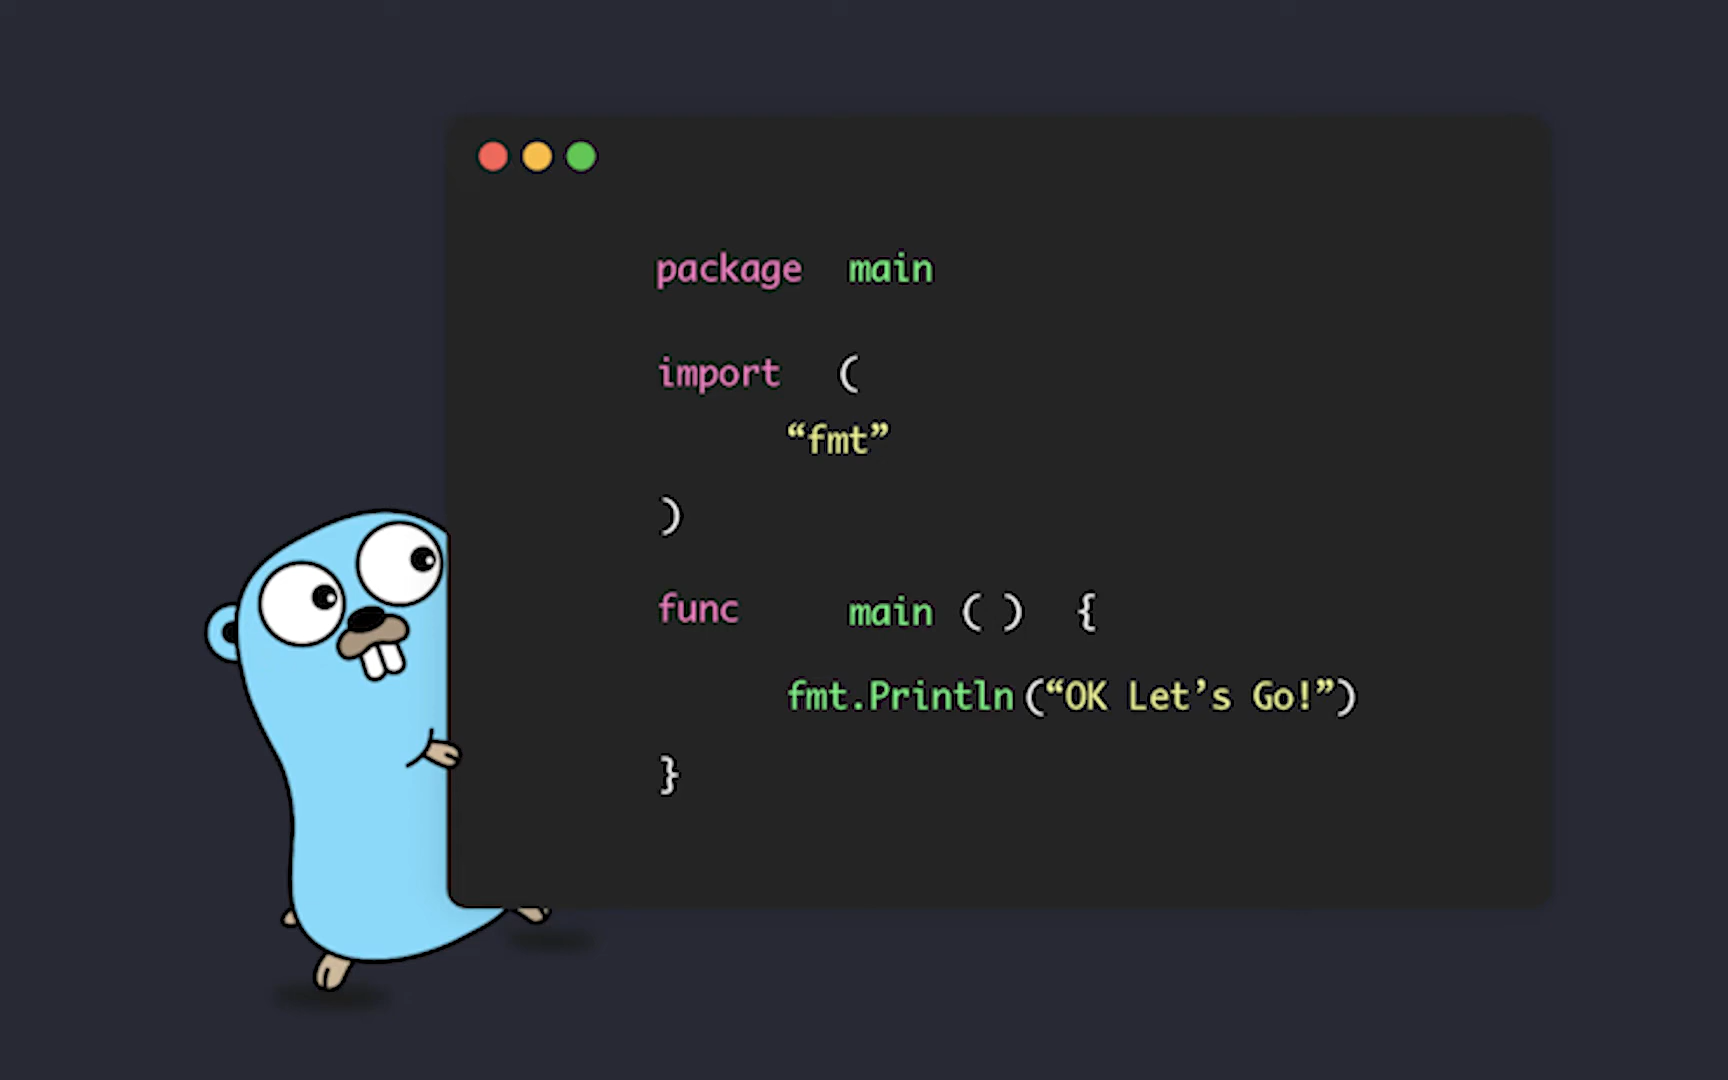 package main
import (
“fmt”
)
func main ( ) {
fmt.Println(“OK Let’s Go!”)
}